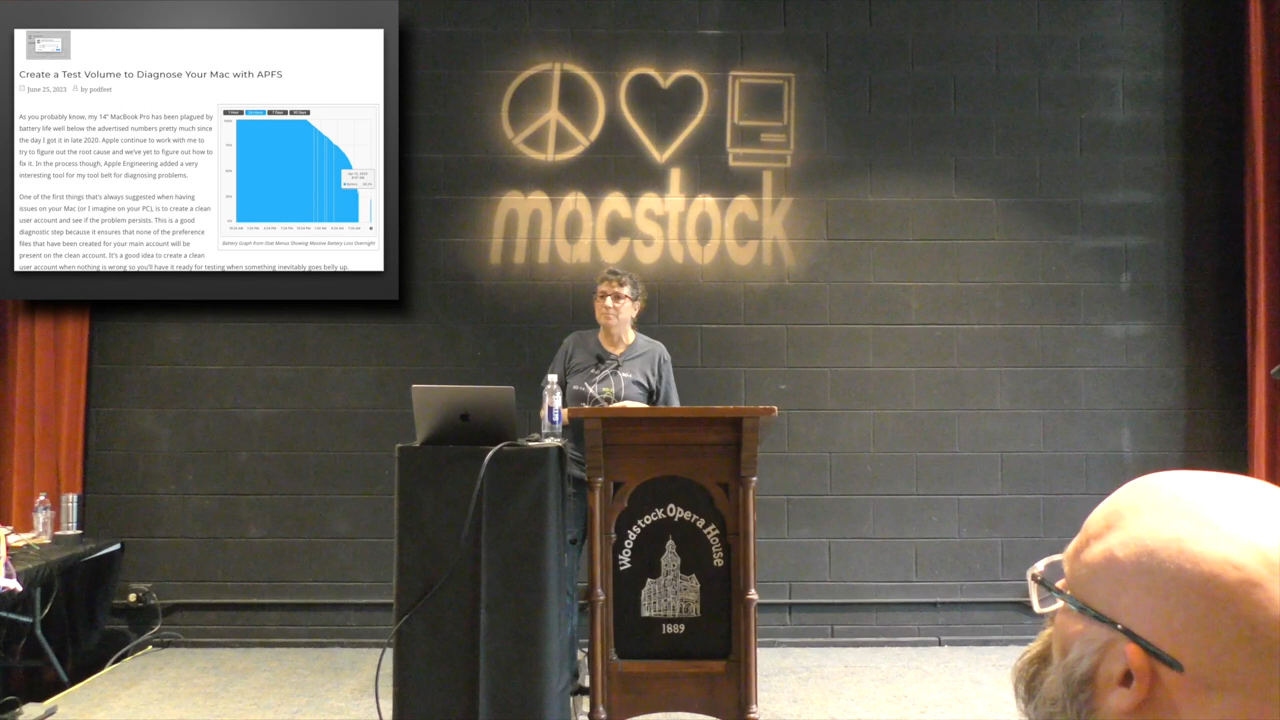 Create a Test Volume to Diagnose Your Mac with APFS
June 25, 2023 by podfeet
As you probably know, my 14" MacBook Pro has been plagued by
battery life well below the advertised numbers pretty much since
the day I got it in late 2020. Apple continue to work with me to
try to figure out the root cause and we've yet to figure out how to
fix it. In the process though, Apple Engineering added a very
interesting tool for my tool belt for diagnosing problems.
One of the first things that's always suggested when having
issues on your Mac (or I imagine on your PC), is to create a clean
user account and see if the problem persists. This is a good
diagnostic step because it ensures that none of the preference
files that have been created for your main account will be
present on the clean account. It's a good idea to create a clean
user account when nothing is wrong so you'll have it ready for testing when something inevitably goes belly up.
Battery Graph from iStat Menus Showing Massive Battery Loss Overnight
macstock
Woodstock Opera House
1889